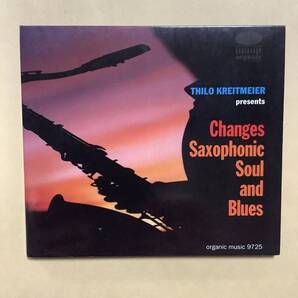 THILO KREITMEIER
presents
Changes
Saxophonic
Soul
and
Blues
organic music 9725